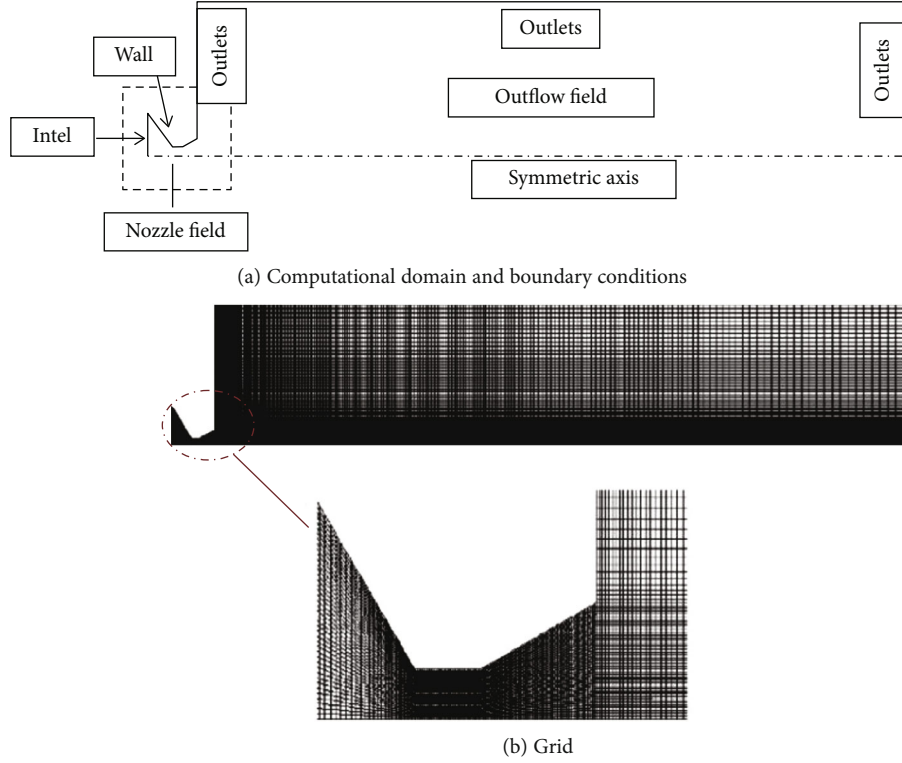 Outlets
Wall
Outlets
Outflow field
Outlets
Intel
Symmetric axis
Nozzle field
(a) Computational domain and boundary conditions
(b) Grid